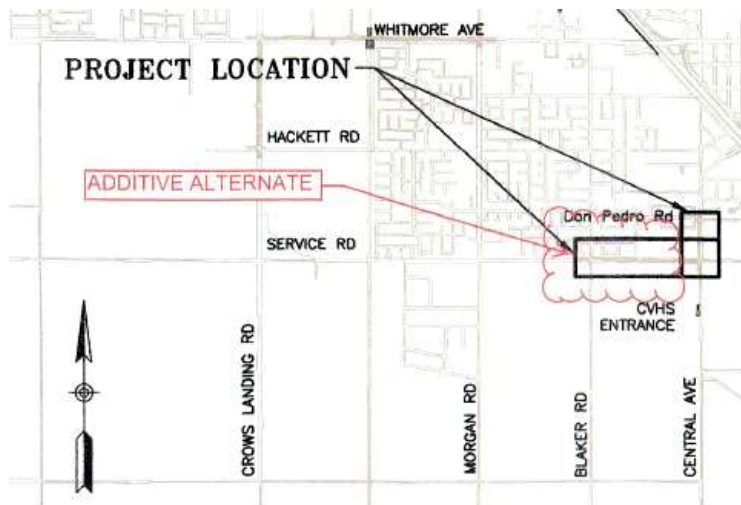 WHITMORE AVE
PROJECT LOCATION
HACKETT RD
ADDITIVE ALTERNATE
Don Pedro Rd
SERVICE RD
CVHS
ENTRANCE
CROWS LANDING RD
MORGAN RD
BLAKER RD
CENTRAL AVE